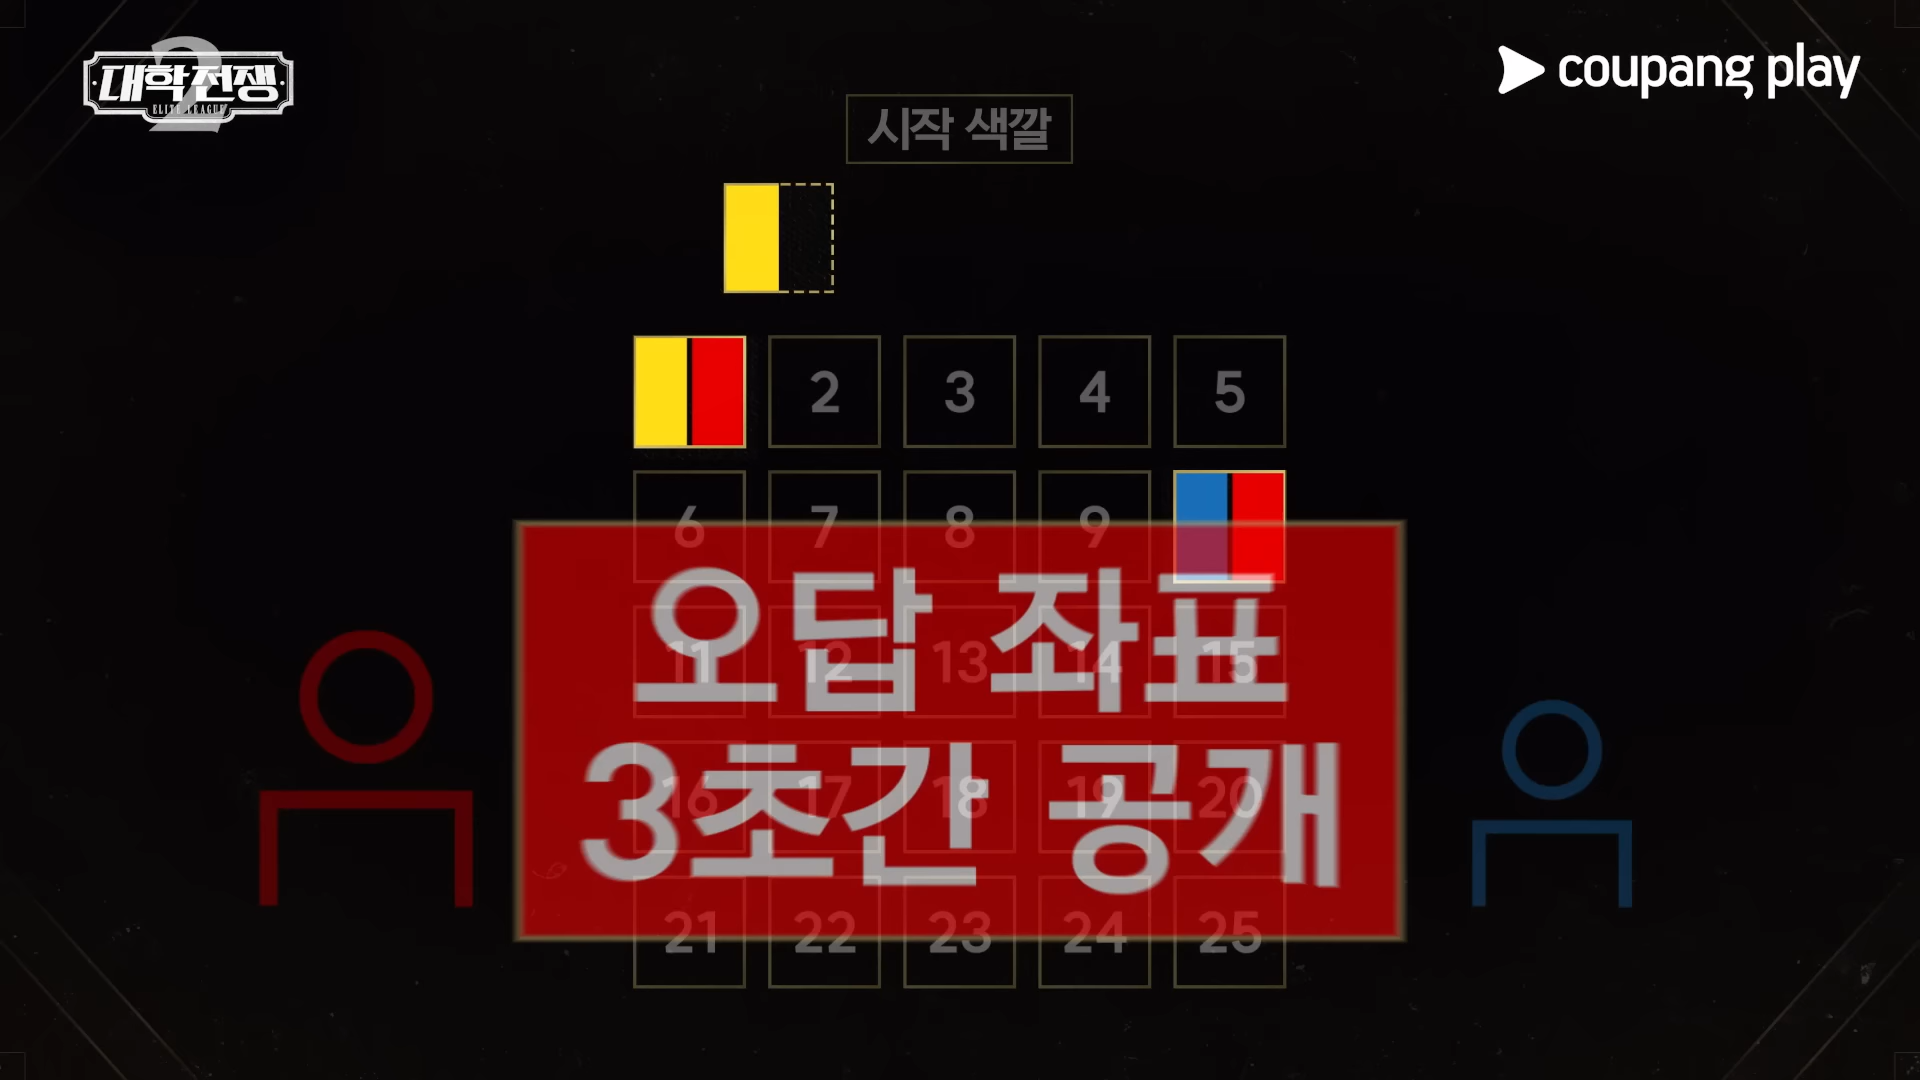 대학전쟁
2
ELITE LEAGUE
coupang play
시작 색깔
2 3 4 5
6 7 8 9
오답 좌표
11 12 13 14 15
3초간 공개
16 17 18 19 20
21 22 23 24 25